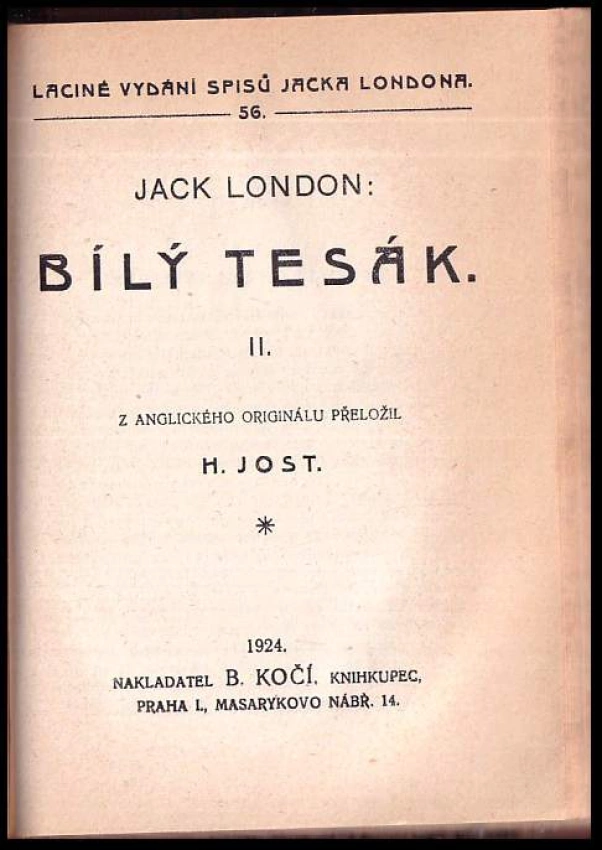 LACINÉ VYDÁNÍ SPISŮ JACKA LONDONA.
56.
JACK LONDON:
BÍLÝ TESÁK.
II.
Z ANGLICKÉHO ORIGINÁLU PŘELOŽIL
H. JOST.
*
1924.
NAKLADATEL B. KOČÍ, KNIHKUPEC,
PRAHA I., MASARYKOVO NÁBŘ. 14.